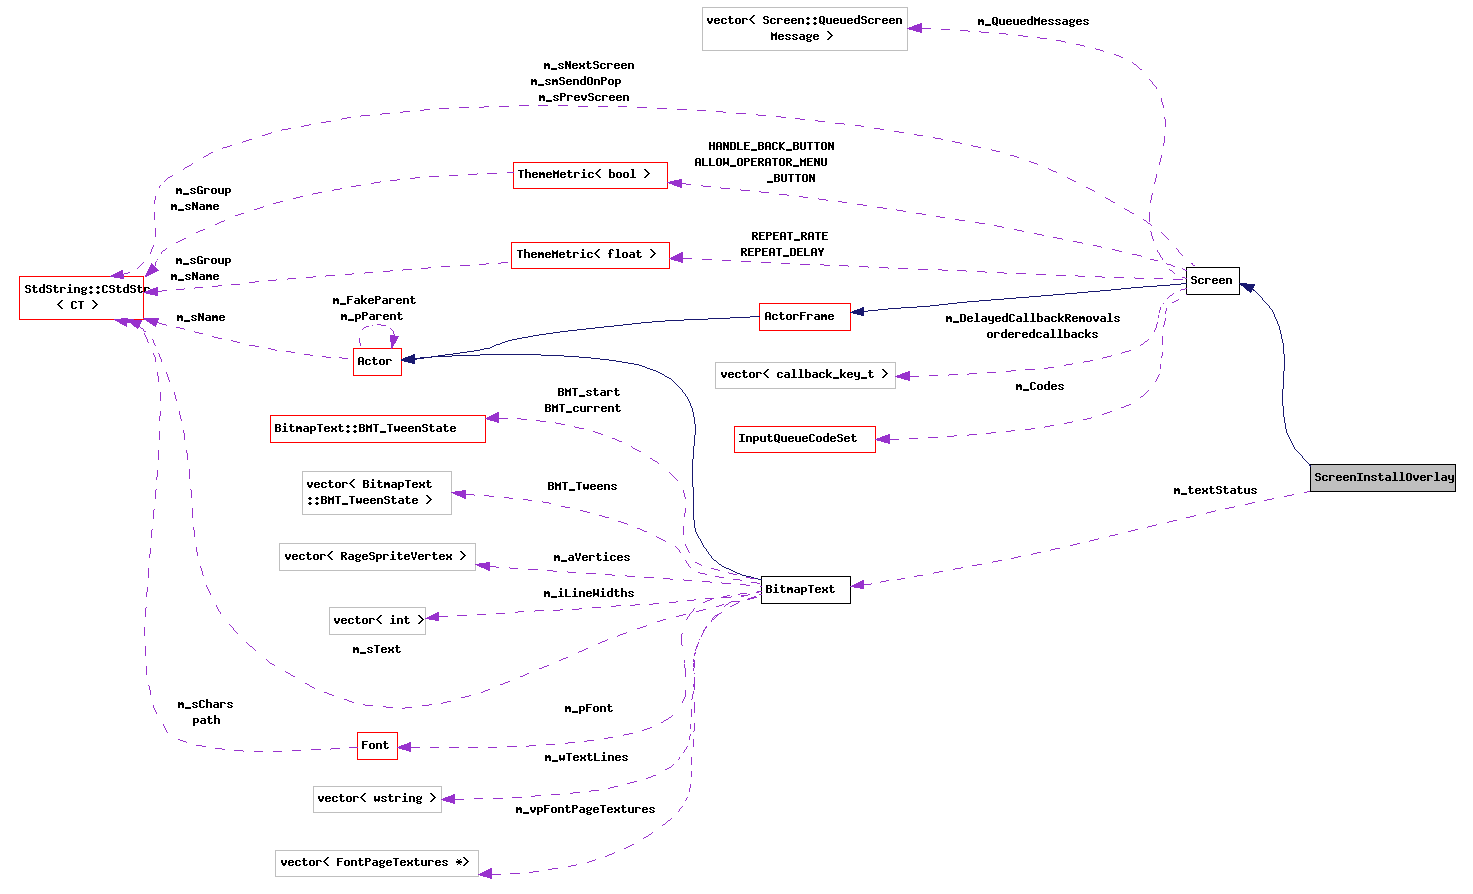 vector< Screen::QueuedScreen
Message >
m_QueuedMessages
m_sNextScreen
m_smSendOnPop
m_sPrevScreen
HANDLE_BACK_BUTTON
ALLOW_OPERATOR_MENU
_BUTTON
ThemeMetric< bool >
m_sGroup
m_sName
REPEAT_RATE
REPEAT_DELAY
ThemeMetric< float >
m_sGroup
m_sName
StdString::CStdStr
< CT >
Screen
m_FakeParent
m_pParent
m_sName
ActorFrame
m_DelayedCallbackRemovals
orderedcallbacks
Actor
vector< callback_key_t >
m_Codes
BMT_start
BMT_current
BitmapText::BMT_TweenState
InputQueueCodeSet
ScreenInstallOverlay
vector< BitmapText
::BMT_TweenState >
BMT_Tweens
m_textStatus
vector< RageSpriteVertex >
m_aVertices
BitmapText
m_iLineWidths
vector< int >
m_sText
m_sChars
path
m_pFont
Font
m_wTextLines
vector< wstring >
m_vpFontPageTextures
vector< FontPageTextures *>